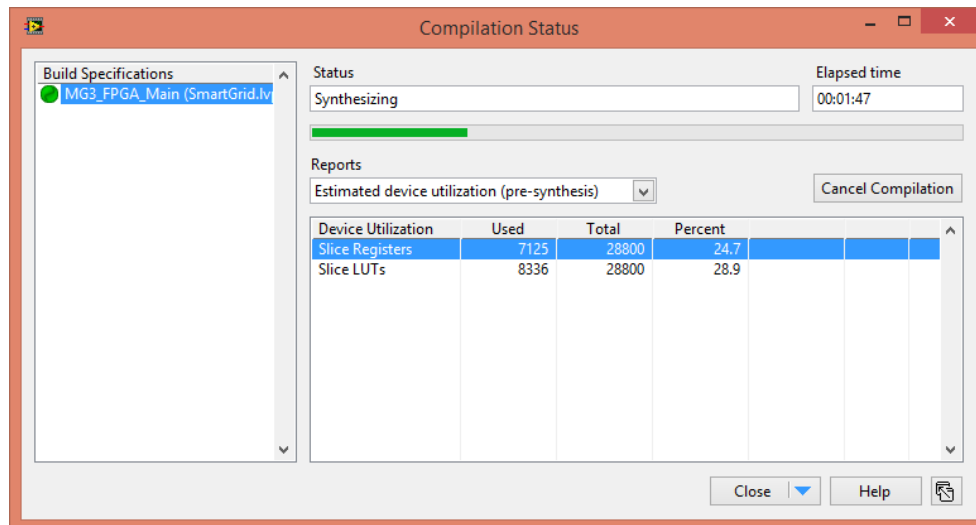 Compilation Status
Build Specifications
MG3_FPGA_Main (SmartGrid.lv
Status
Elapsed time
Synthesizing
00:01:47
Reports
Estimated device utilization (pre-synthesis)
Cancel Compilation
Device Utilization Used Total Percent
Slice Registers 7125 28800 24.7
Slice LUTs 8336 28800 28.9
Close
Help